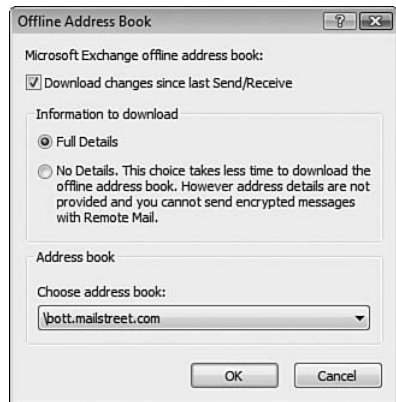 Offline Address Book
Microsoft Exchange offline address book:
Download changes since last Send/Receive
Information to download
Full Details
No Details. This choice takes less time to download the
offline address book. However address details are not
provided and you cannot send encrypted messages
with Remote Mail.
Address book
Choose address book:
\bott.mailstreet.com
OK
Cancel